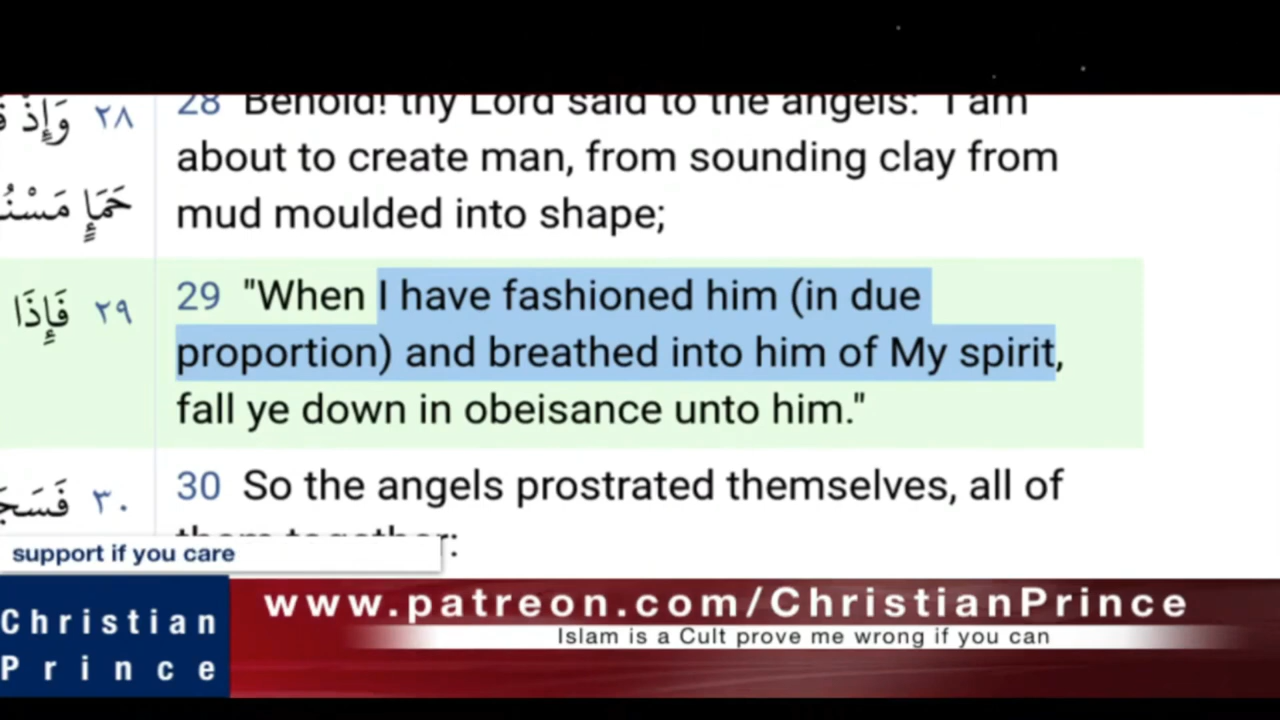 28 Behold! thy Lord said to the angels: "I am
about to create man, from sounding clay from
mud moulded into shape;
٢٨ وَإِذْ
حَمَإٍ
29 "When I have fashioned him (in due
proportion) and breathed into him of My spirit,
fall ye down in obeisance unto him."
٢٩ فَإِذَا
30 So the angels prostrated themselves, all of
them together:
٣٠
support if you care
Christian
Prince
www.patreon.com/ChristianPrince
Islam is a Cult prove me wrong if you can